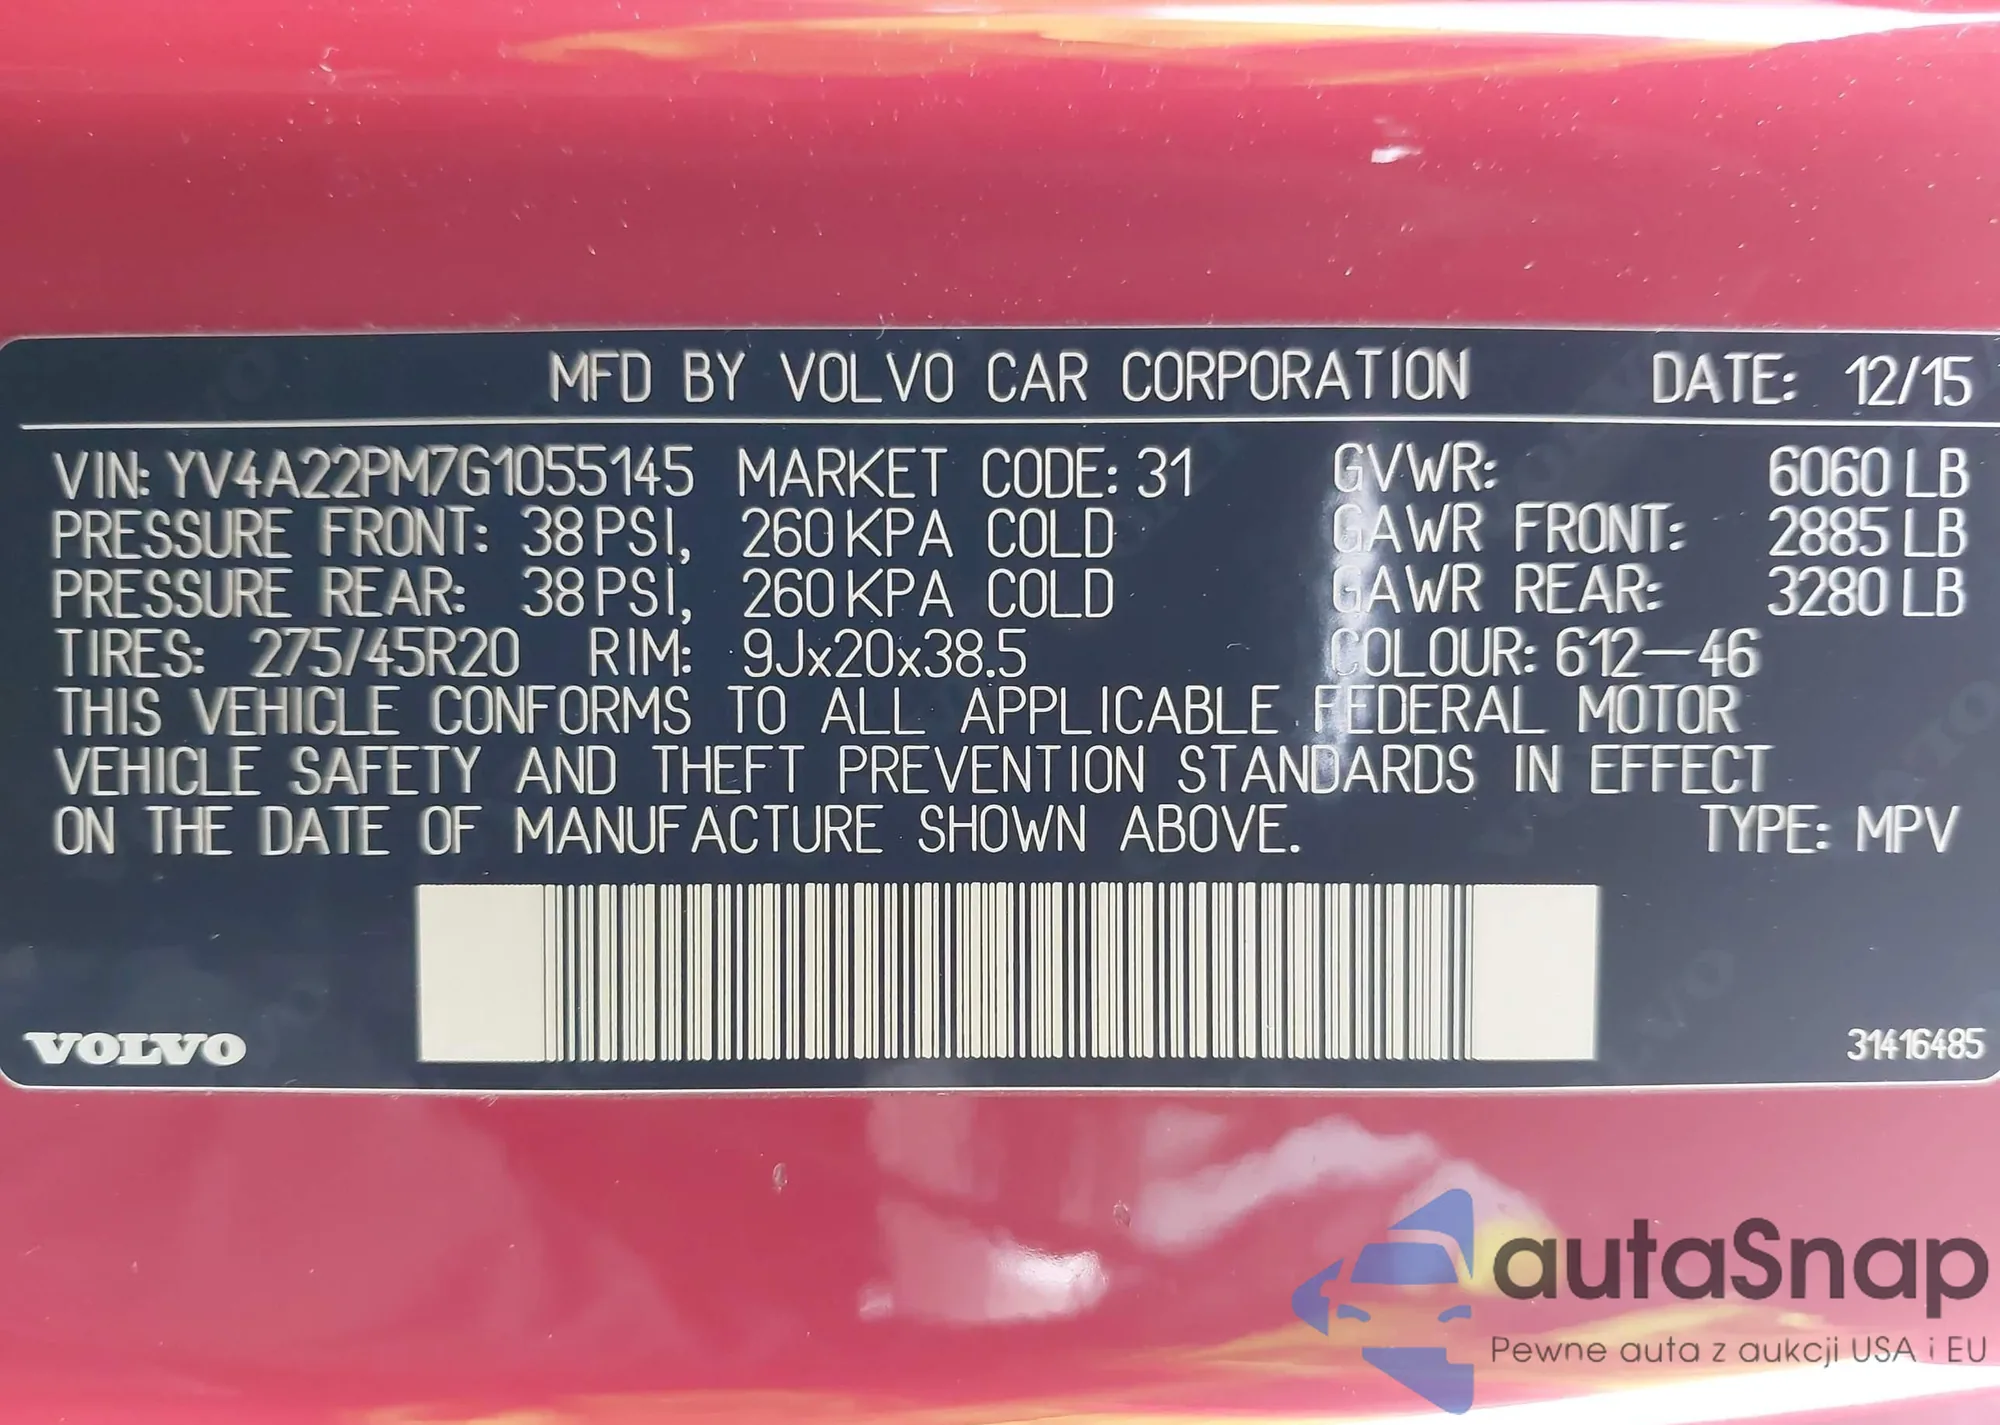 MFD BY VOLVO CAR CORPORATION DATE: 12/15
VIN: YV4A22PM7G1055145 MARKET CODE: 31 GVWR: 6060 LB
PRESSURE FRONT: 38 PSI, 260 KPA COLD GAWR FRONT: 2885 LB
PRESSURE REAR: 38 PSI, 260 KPA COLD GAWR REAR: 3280 LB
TIRES: 275/45R20 RIM: 9Jx20x38.5 COLOUR: 612-46
THIS VEHICLE CONFORMS TO ALL APPLICABLE FEDERAL MOTOR
VEHICLE SAFETY AND THEFT PREVENTION STANDARDS IN EFFECT
ON THE DATE OF MANUFACTURE SHOWN ABOVE. TYPE: MPV
VOLVO 31416485
autaSnap
Pewne auta z aukcji USA i EU